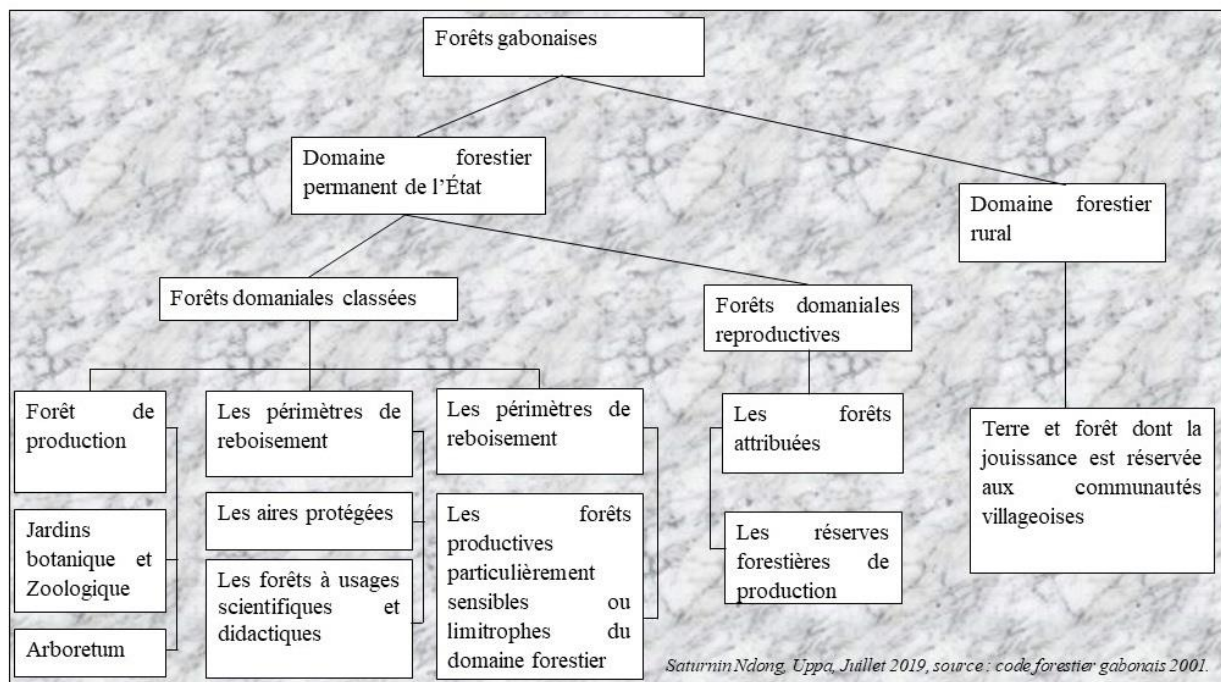 Forêts gabonaises
Domaine forestier
permanent de l'État
Domaine forestier
rural
Forêts domaniales classées
Forêts domaniales
reproductives
Forêt de
production
Les périmètres de
reboisement
Les périmètres de
reboisement
Les forêts
attribuées
Terre et forêt dont la
jouissance est réservée
aux communautés
villageoises
Jardins
botanique et
Zoologique
Les aires protégées
Les forêts
productives
particulièrement
sensibles ou
limitrophes du
domaine forestier
Les réserves
forestières de
production
Les forêts à usages
scientifiques et
didactiques
Arboretum
Saturnin Ndong, Uppa, Juillet 2019, source : code forestier gabonais 2001.